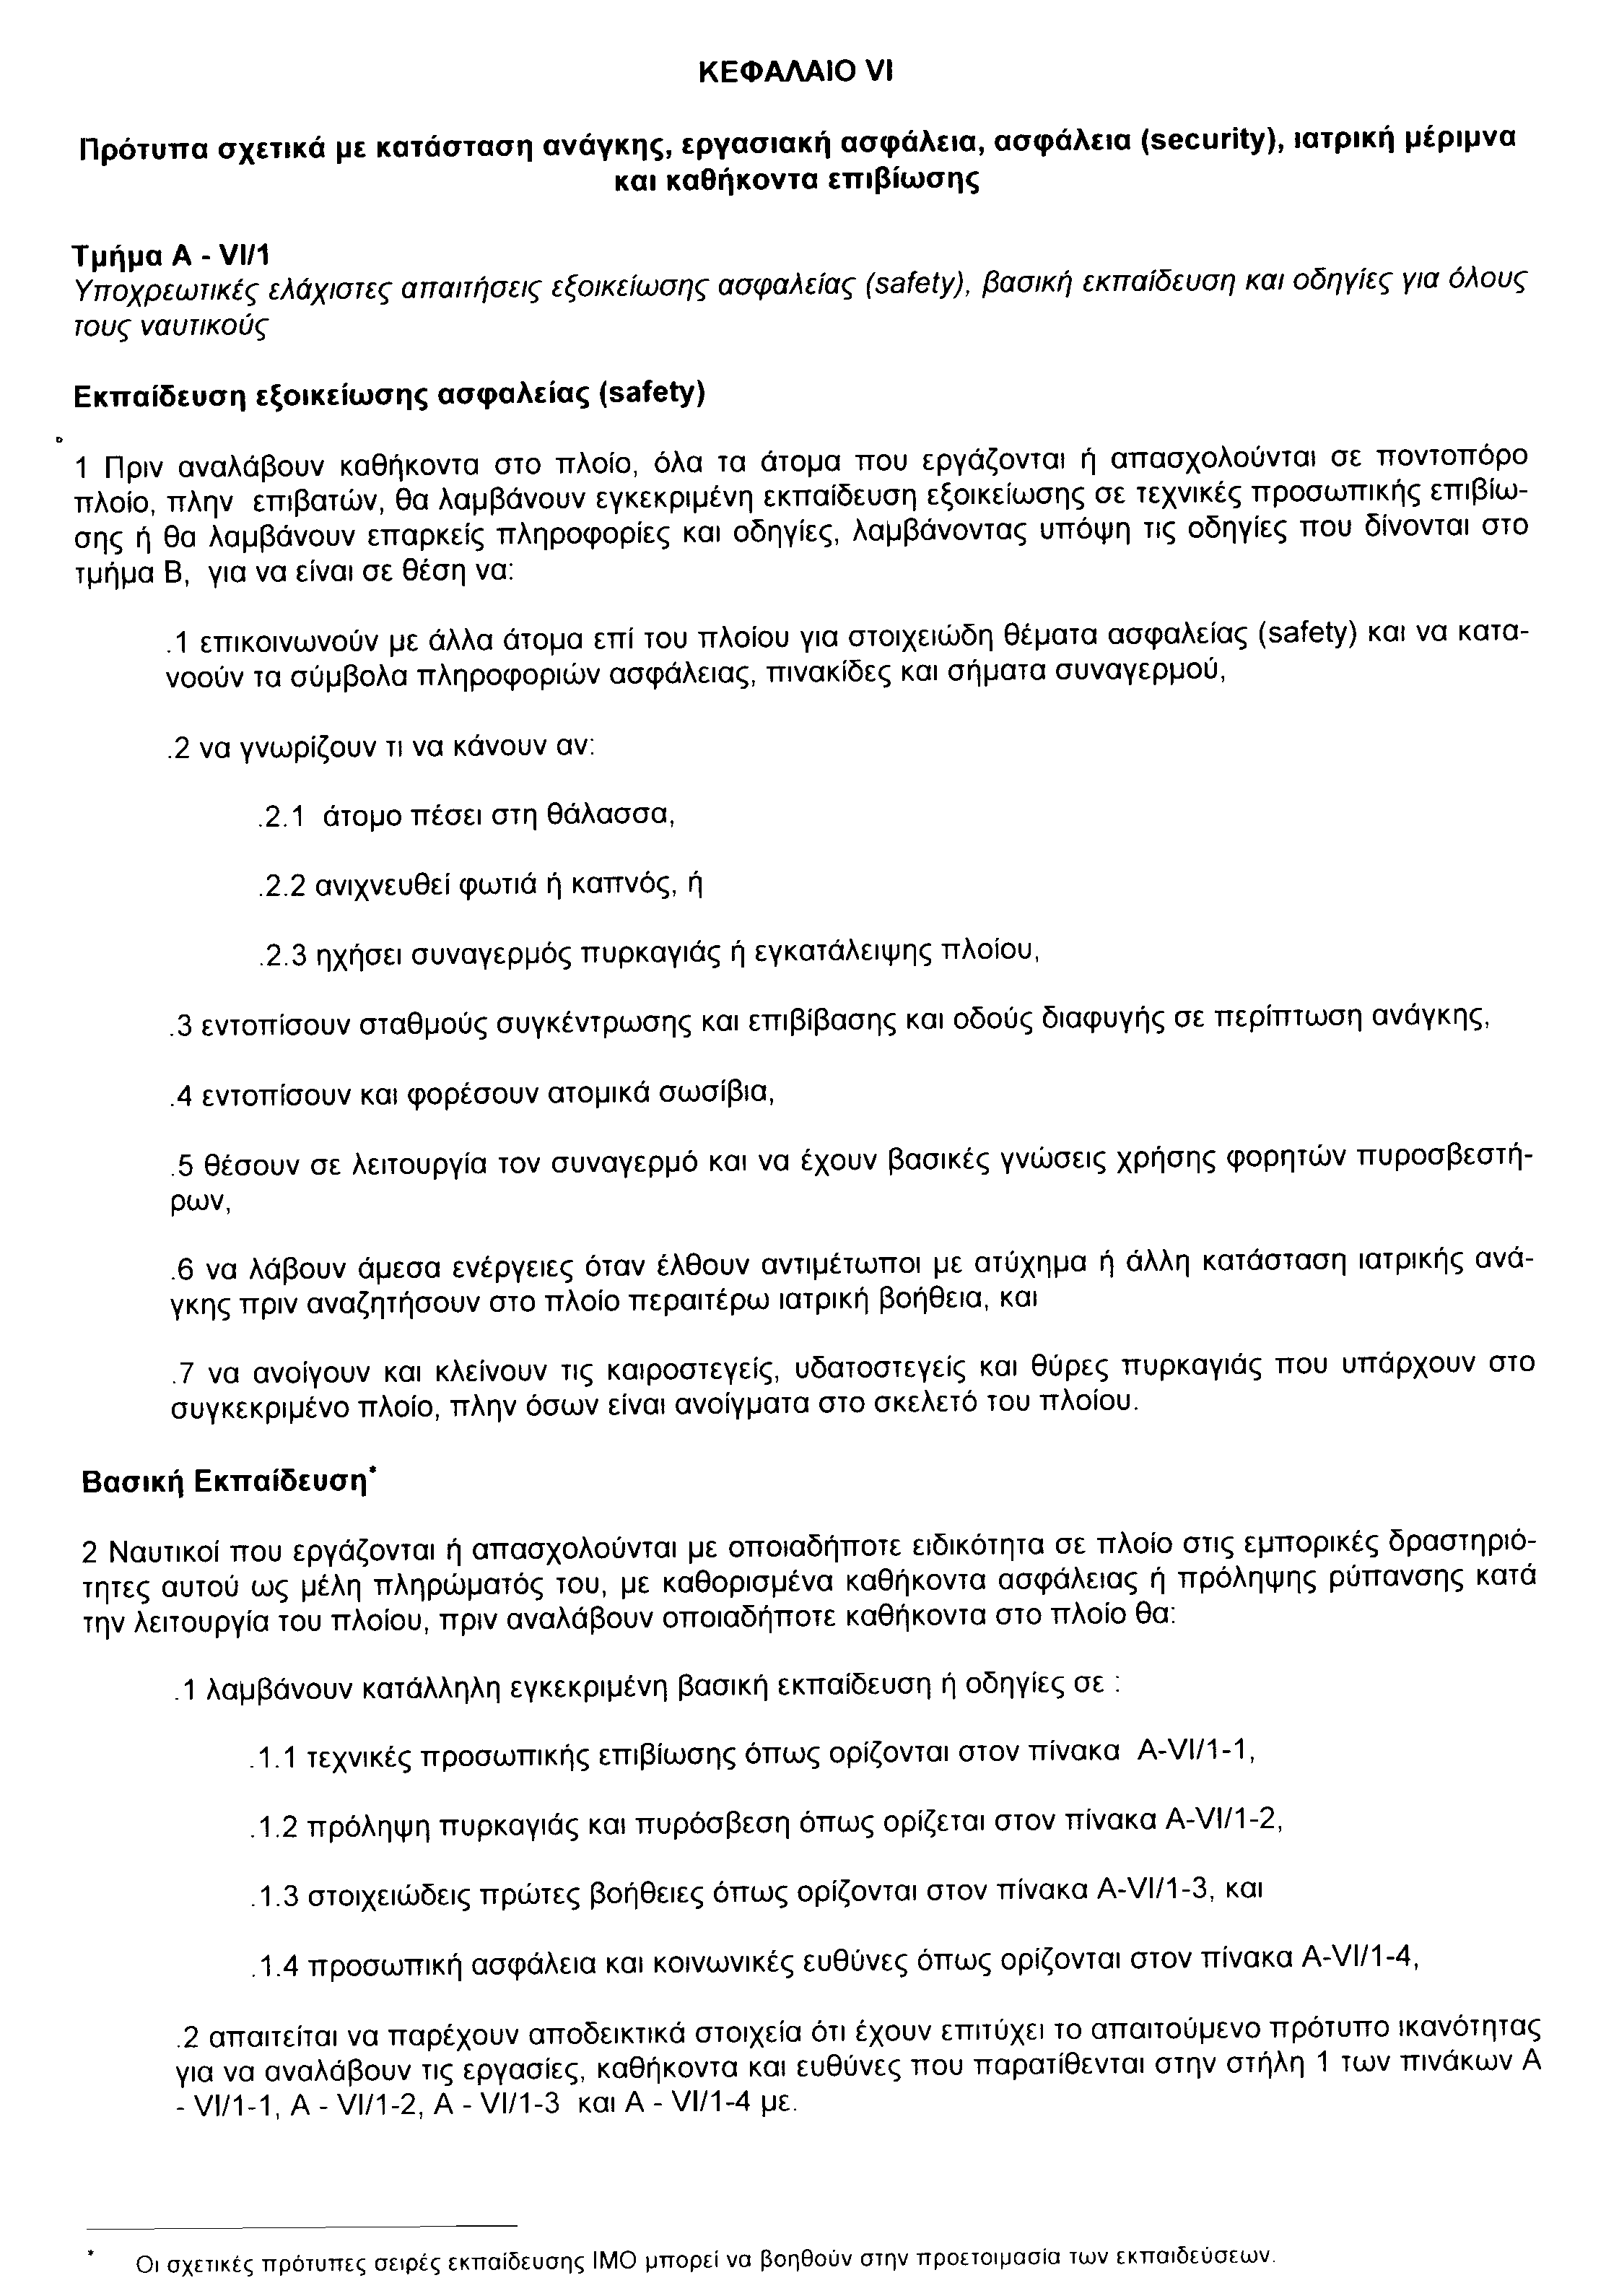 ΚΕΦΑΛΑΙΟ VI
Πρότυπα σχετικά με κατάσταση ανάγκης, εργασιακή ασφάλεια, ασφάλεια (security), ιατρική μέριμνα
και καθήκοντα επιβίωσης
Τμήμα Α - VI/1
Υποχρεωτικές ελάχιστες απαιτήσεις εξοικείωσης ασφαλείας (safety), βασική εκπαίδευση και οδηγίες για όλους
τους ναυτικούς
Εκπαίδευση εξοικείωσης ασφαλείας (safety)
1 Πριν αναλάβουν καθήκοντα στο πλοίο, όλα τα άτομα που εργάζονται ή απασχολούνται σε ποντοπόρο
πλοίο, πλην επιβατών, θα λαμβάνουν εγκεκριμένη εκπαίδευση εξοικείωσης σε τεχνικές προσωπικής επιβίω-
σης ή θα λαμβάνουν επαρκείς πληροφορίες και οδηγίες, λαμβάνοντας υπόψη τις οδηγίες που δίνονται στο
τμήμα Β, για να είναι σε θέση να:
.1 επικοινωνούν με άλλα άτομα επί του πλοίου για στοιχειώδη θέματα ασφαλείας (safety) και να κατα-
νοούν τα σύμβολα πληροφοριών ασφάλειας, πινακίδες και σήματα συναγερμού,
.2 να γνωρίζουν τι να κάνουν αν:
.2.1 άτομο πέσει στη θάλασσα,
.2.2 ανιχνευθεί φωτιά ή καπνός, ή
.2.3 ηχήσει συναγερμός πυρκαγιάς ή εγκατάλειψης πλοίου,
.3 εντοπίσουν σταθμούς συγκέντρωσης και επιβίβασης και οδούς διαφυγής σε περίπτωση ανάγκης,
.4 εντοπίσουν και φορέσουν ατομικά σωσίβια,
.5 θέσουν σε λειτουργία τον συναγερμό και να έχουν βασικές γνώσεις χρήσης φορητών πυροσβεστή-
ρων,
.6 να λάβουν άμεσα ενέργειες όταν έλθουν αντιμέτωποι με ατύχημα ή άλλη κατάσταση ιατρικής ανά-
γκης πριν αναζητήσουν στο πλοίο περαιτέρω ιατρική βοήθεια, και
.7 να ανοίγουν και κλείνουν τις καιροστεγείς, υδατοστεγείς και θύρες πυρκαγιάς που υπάρχουν στο
συγκεκριμένο πλοίο, πλην όσων είναι ανοίγματα στο σκελετό του πλοίου.
Βασική Εκπαίδευση*
2 Ναυτικοί που εργάζονται ή απασχολούνται με οποιαδήποτε ειδικότητα σε πλοίο στις εμπορικές δραστηριό-
τητες αυτού ως μέλη πληρώματός του, με καθορισμένα καθήκοντα ασφάλειας ή πρόληψης ρύπανσης κατά
την λειτουργία του πλοίου, πριν αναλάβουν οποιαδήποτε καθήκοντα στο πλοίο θα:
.1 λαμβάνουν κατάλληλη εγκεκριμένη βασική εκπαίδευση ή οδηγίες σε :
.1.1 τεχνικές προσωπικής επιβίωσης όπως ορίζονται στον πίνακα Α-VI/1-1,
.1.2 πρόληψη πυρκαγιάς και πυρόσβεση όπως ορίζεται στον πίνακα Α-VI/1-2,
.1.3 στοιχειώδεις πρώτες βοήθειες όπως ορίζονται στον πίνακα Α-VI/1-3, και
.1.4 προσωπική ασφάλεια και κοινωνικές ευθύνες όπως ορίζονται στον πίνακα Α-VI/1-4,
.2 απαιτείται να παρέχουν αποδεικτικά στοιχεία ότι έχουν επιτύχει το απαιτούμενο πρότυπο ικανότητας
για να αναλάβουν τις εργασίες, καθήκοντα και ευθύνες που παρατίθενται στην στήλη 1 των πινάκων Α
- VI/1-1, Α - VI/1-2, Α - VI/1-3 και Α - VI/1-4 με.
* Οι σχετικές πρότυπες σειρές εκπαίδευσης ΙΜΟ μπορεί να βοηθούν στην προετοιμασία των εκπαιδεύσεων.